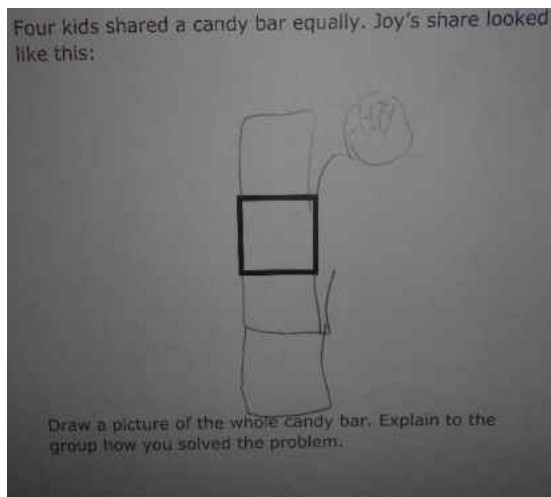 Four kids shared a candy bar equally. Joy's share looked
like this:
Draw a picture of the whole candy bar. Explain to the
group how you solved the problem.